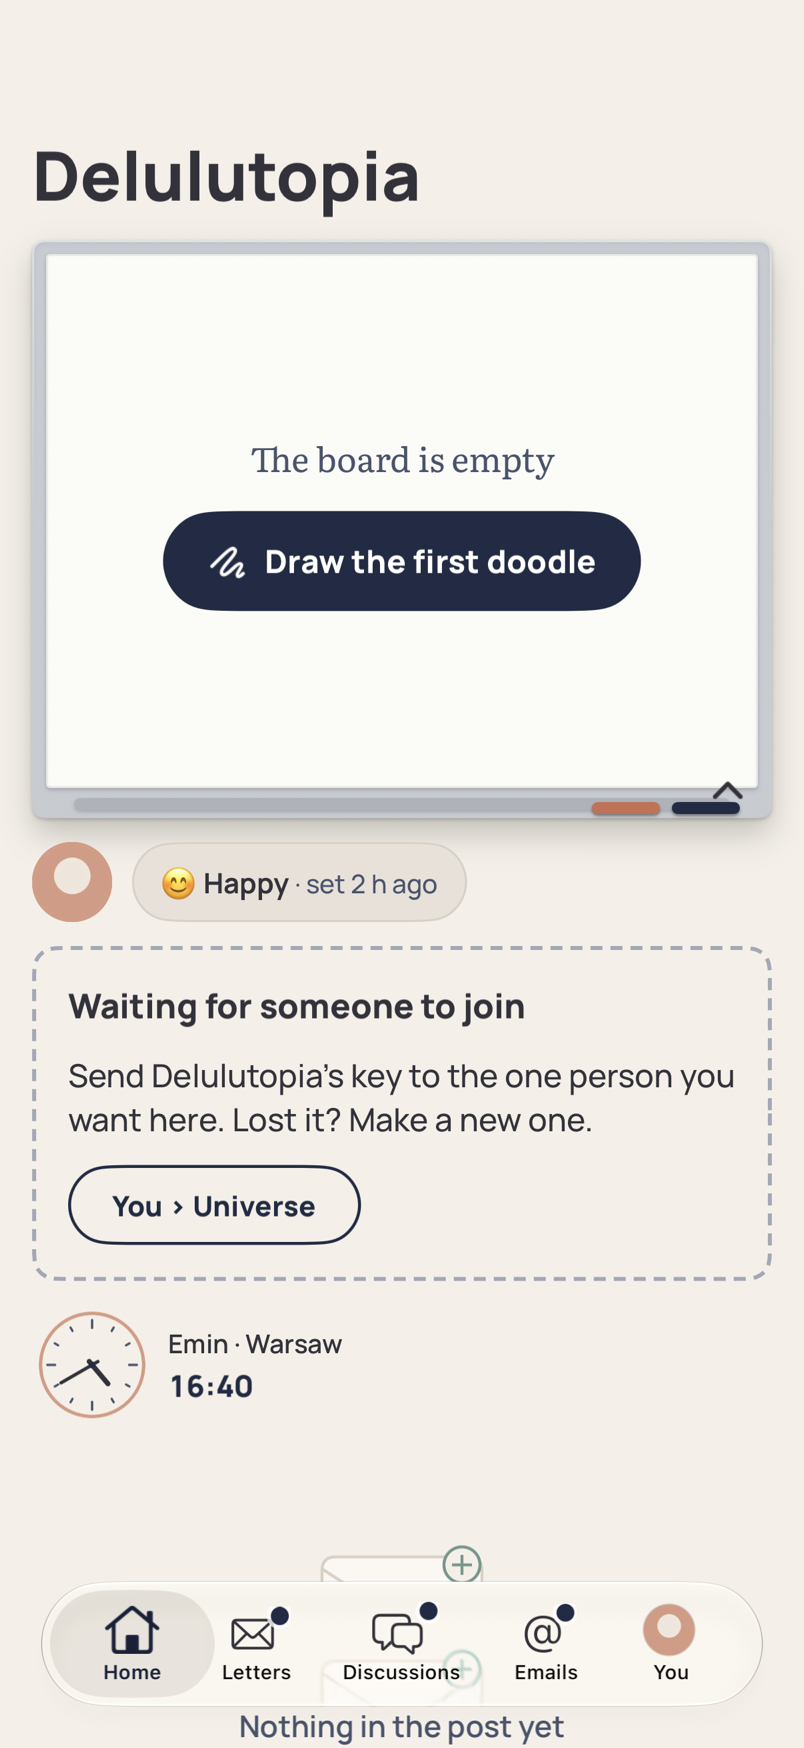 Delulutopia
The board is empty
Draw the first doodle
😊 Happy · set 2 h ago
Waiting for someone to join
Send Delulutopia’s key to the one person you
want here. Lost it? Make a new one.
You › Universe
Emin · Warsaw
16:40
Home
Letters
Discussions
@
Emails
You
Nothing in the post yet